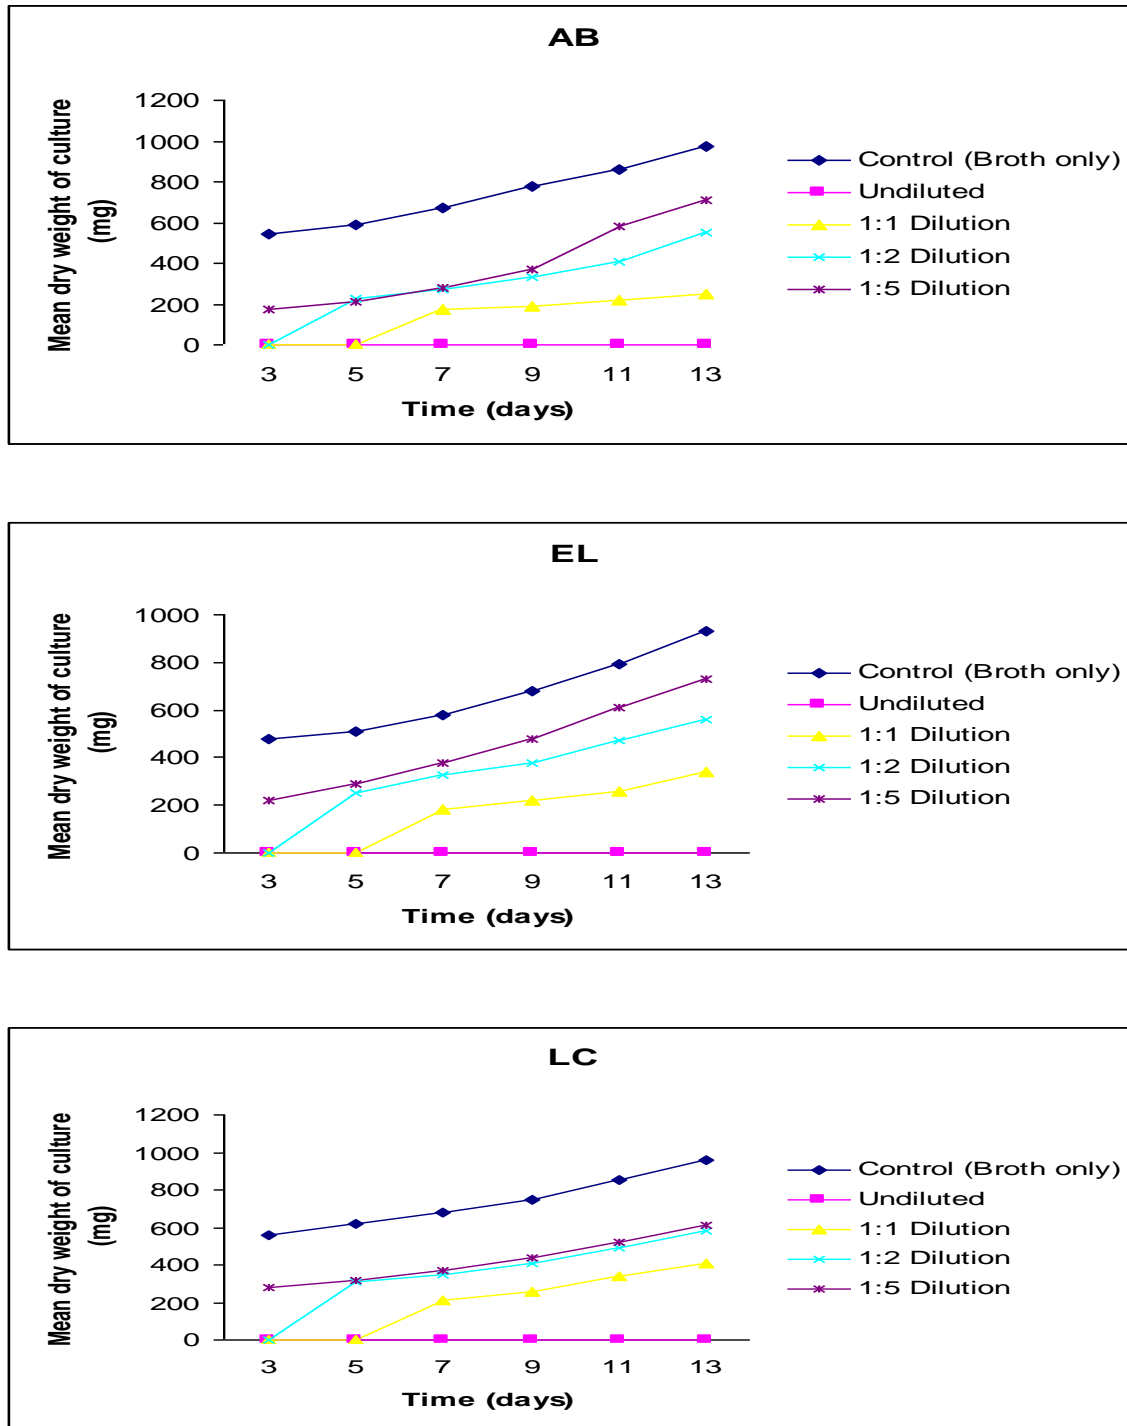 AB
Mean dry weight of culture
(mg)
1200
1000
800
600
400
200
0
3 5 7 9 11 13
Time (days)
Control (Broth only)
Undiluted
1:1 Dilution
1:2 Dilution
1:5 Dilution
EL
Mean dry weight of culture
(mg)
1000
800
600
400
200
0
3 5 7 9 11 13
Time (days)
Control (Broth only)
Undiluted
1:1 Dilution
1:2 Dilution
1:5 Dilution
LC
Mean dry weight of culture
(mg)
1200
1000
800
600
400
200
0
3 5 7 9 11 13
Time (days)
Control (Broth only)
Undiluted
1:1 Dilution
1:2 Dilution
1:5 Dilution